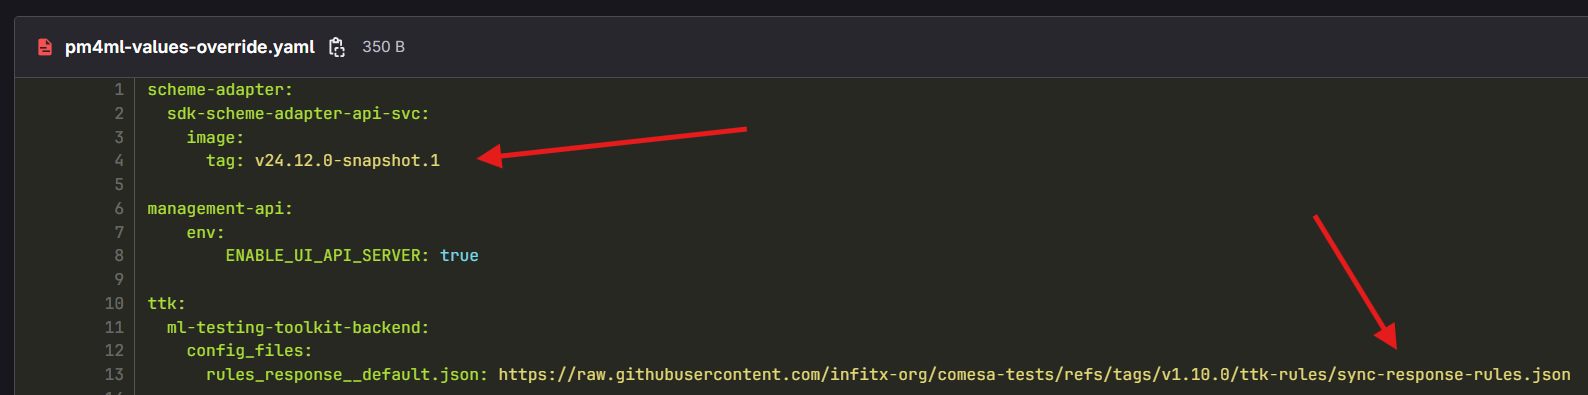 pm4ml-values-override.yaml 350 B
1 scheme-adapter:
2   sdk-scheme-adapter-api-svc:
3     image:
4       tag: v24.12.0-snapshot.1
5
6 management-api:
7     env:
8         ENABLE_UI_API_SERVER: true
9
10 ttk:
11   ml-testing-toolkit-backend:
12     config_files:
13       rules_response__default.json: https://raw.githubusercontent.com/infitx-org/comesa-tests/refs/tags/v1.10.0/ttk-rules/sync-response-rules.json